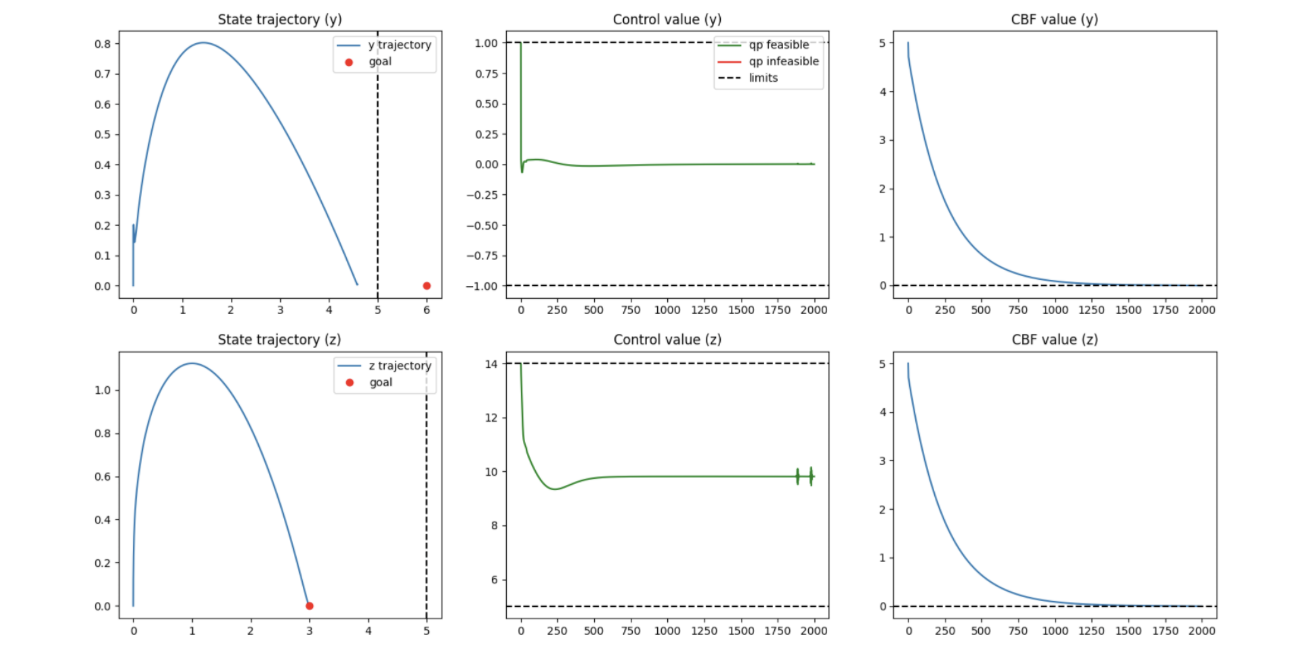 State trajectory (y)
0.8
0.7
0.6
0.5
0.4
0.3
0.2
0.1
0.0
y trajectory
goal
0 1 2 3 4 5 6
Control value (y)
1.00
0.75
0.50
0.25
0.00
−0.25
−0.50
−0.75
−1.00
qp feasible
qp infeasible
limits
0 250 500 750 1000 1250 1500 1750 2000
CBF value (y)
5
4
3
2
1
0
0 250 500 750 1000 1250 1500 1750 2000
State trajectory (z)
1.0
0.8
0.6
0.4
0.2
0.0
z trajectory
goal
0 1 2 3 4 5
Control value (z)
14
12
10
8
6
0 250 500 750 1000 1250 1500 1750 2000
CBF value (z)
5
4
3
2
1
0
0 250 500 750 1000 1250 1500 1750 2000